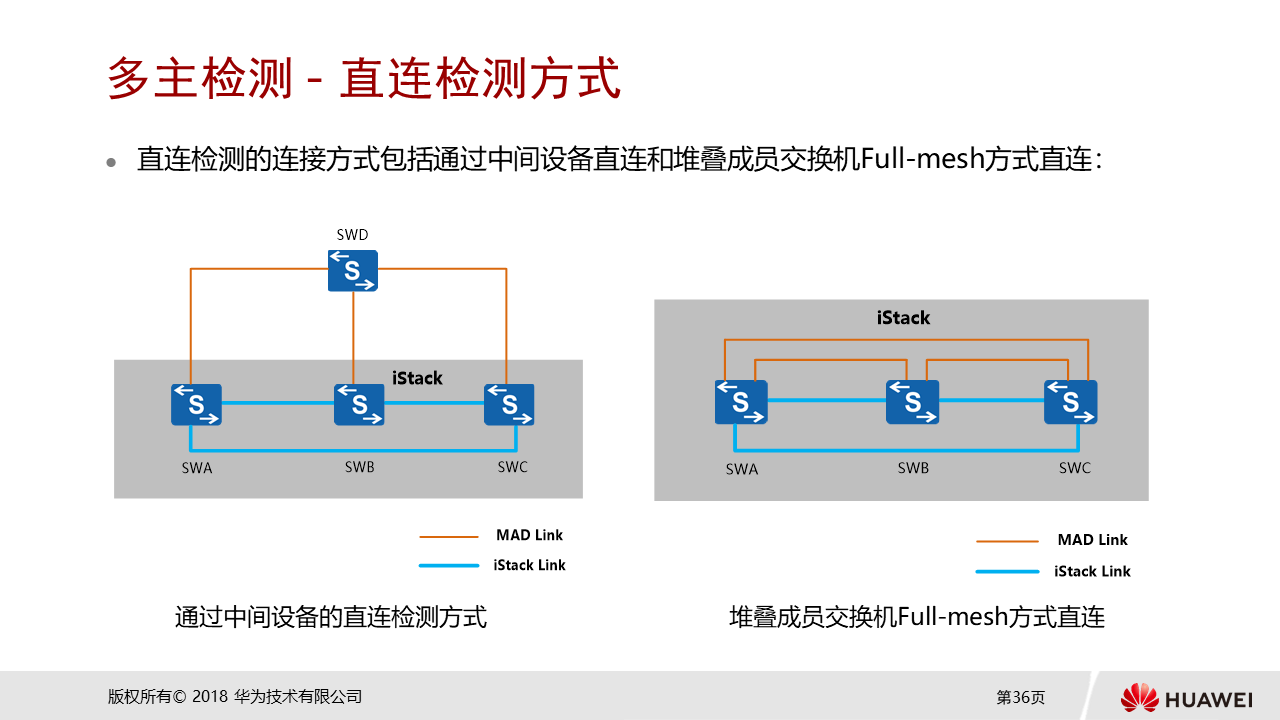 多主检测 - 直连检测方式
直连检测的连接方式包括通过中间设备直连和堆叠成员交换机Full-mesh方式直连：
SWD
S
iStack
S
S
S
SWA
SWB
SWC
MAD Link
iStack Link
通过中间设备的直连检测方式
iStack
S
S
S
SWA
SWB
SWC
MAD Link
iStack Link
堆叠成员交换机Full-mesh方式直连
版权所有© 2018 华为技术有限公司
第36页
HUAWEI